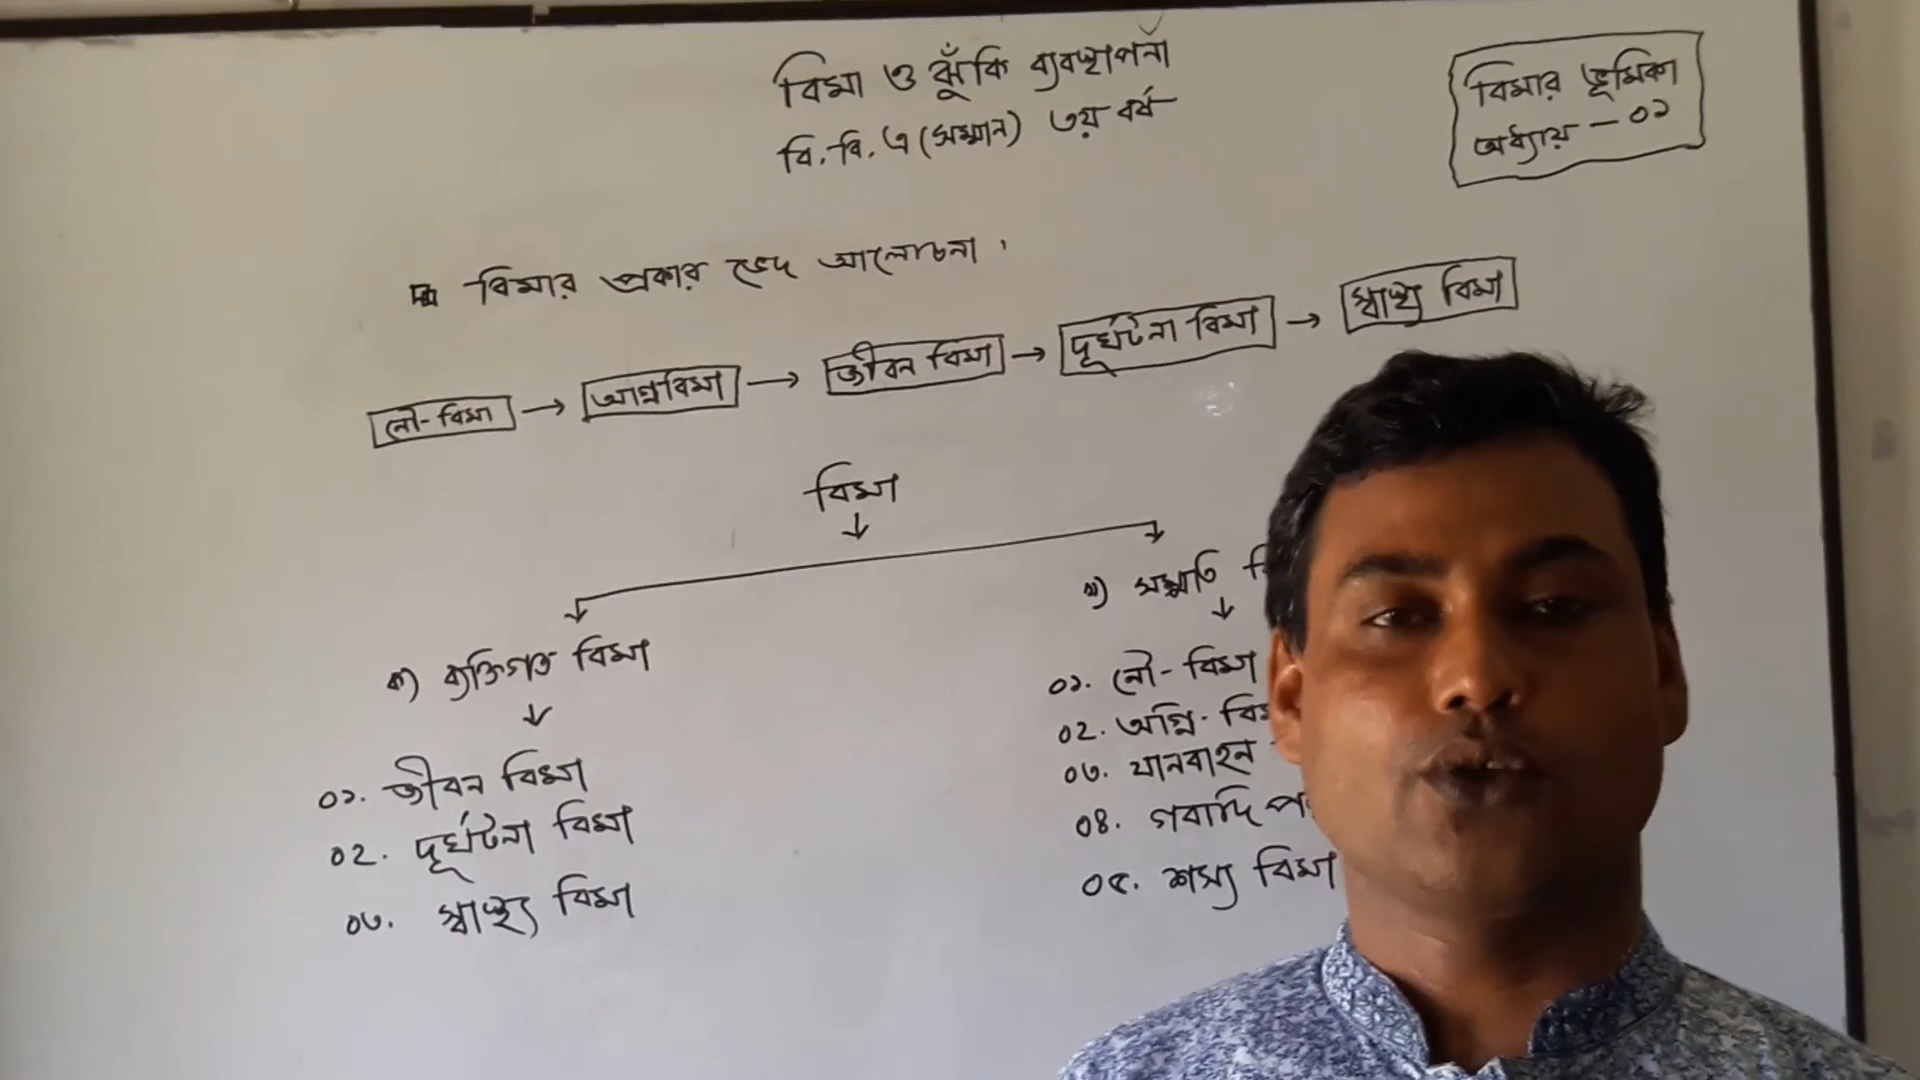 বিমা ও ঝুঁকি ব্যবস্থাপনা
বি.বি.এ (সম্মান) ৩য় বর্ষ
বিমার ভূমিকা
অধ্যায় - ০১
বিমার প্রকার ভেদ আলোচনা।
নৌ-বিমা → অগ্নিবিমা → জীবন বিমা → দূর্ঘটনা বিমা → স্বাস্থ্য বিমা
বিমা
ক) ব্যক্তিগত বিমা
০১. জীবন বিমা
০২. দূর্ঘটনা বিমা
০৩. স্বাস্থ্য বিমা
খ) সম্পত্তি
০১. নৌ-বিমা
০২. অগ্নি-বিমা
০৩. যানবাহন
০৪. গবাদি
০৫. শস্য বিমা